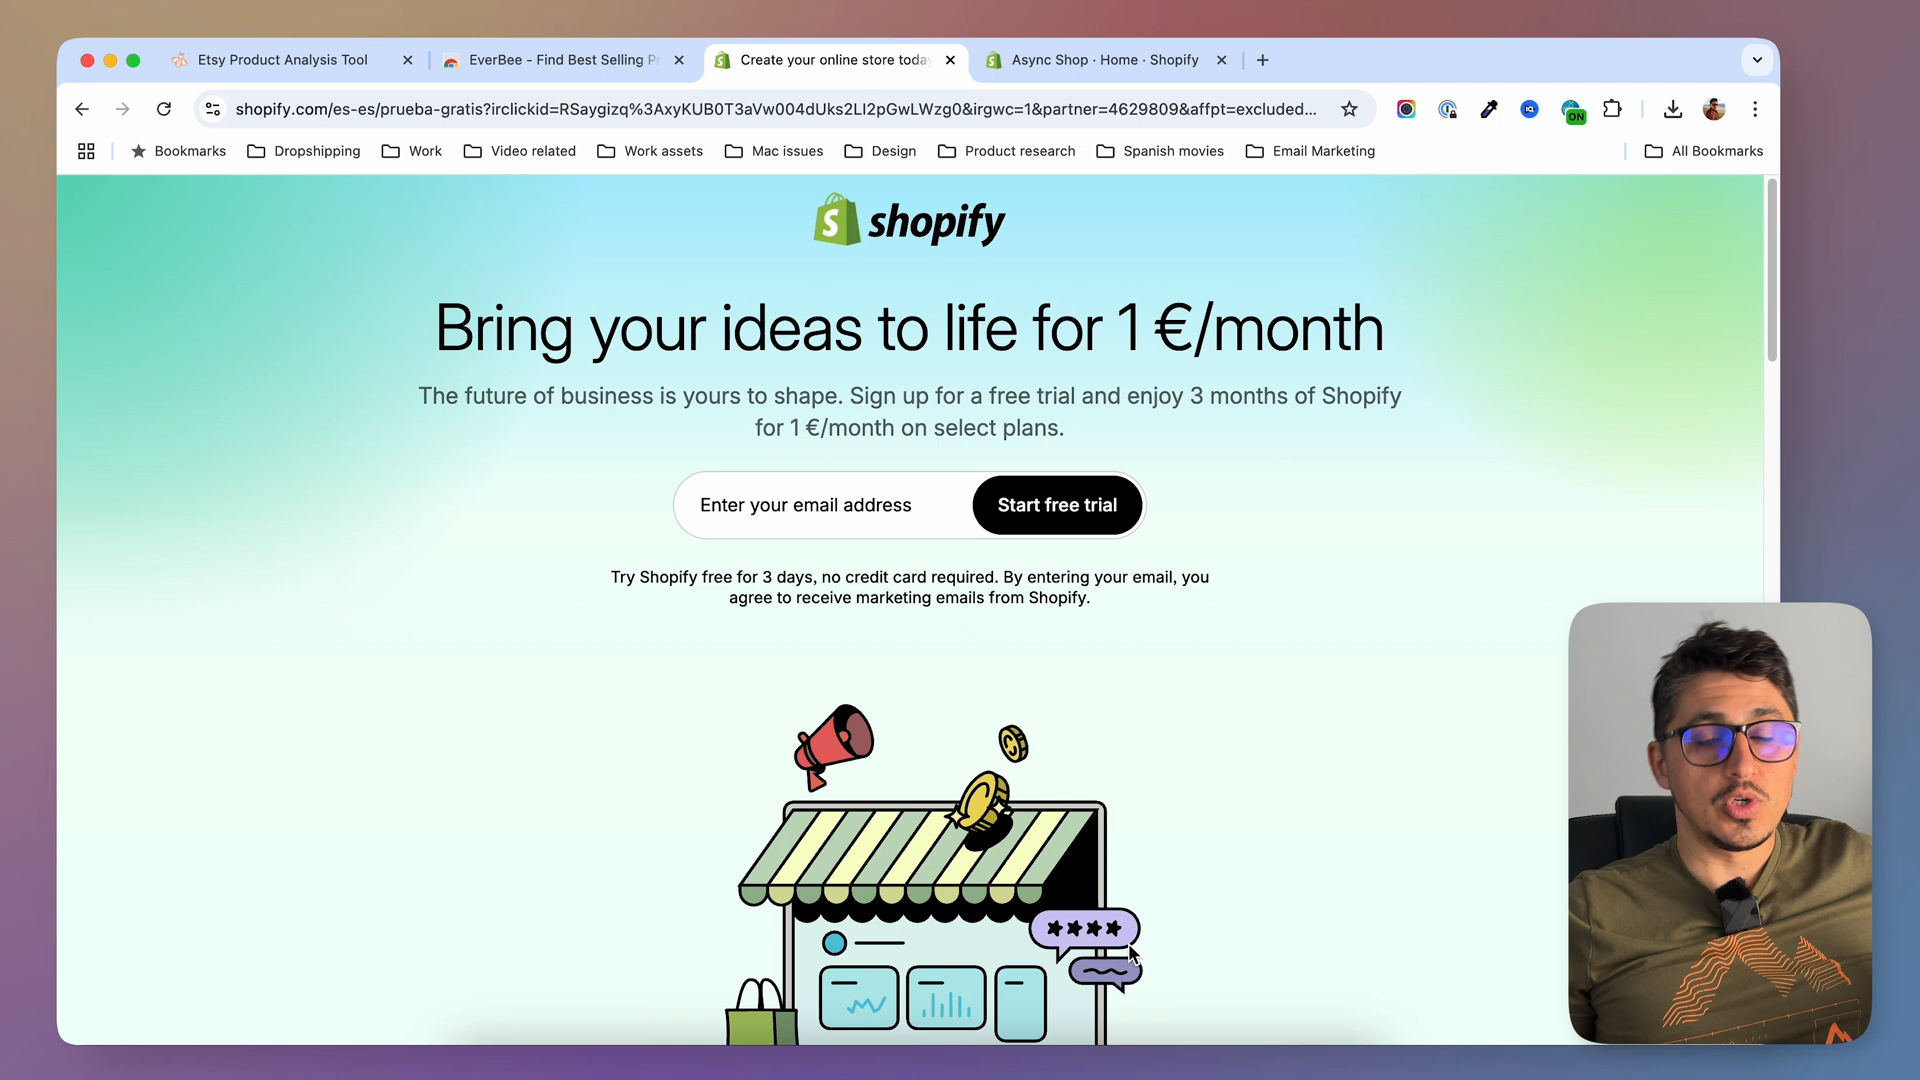 Etsy Product Analysis Tool
EverBee - Find Best Selling P
Create your online store toda
Async Shop · Home · Shopify
shopify.com/es-es/prueba-gratis?irclickid=RSaygizq%3AxyKUB0T3aVw004dUks2LI2pGwLWzg0&irgwc=1&partner=4629809&affpt=excluded...
ON
Bookmarks
Dropshipping
Work
Video related
Work assets
Mac issues
Design
Product research
Spanish movies
Email Marketing
All Bookmarks
shopify
Bring your ideas to life for 1 €/month
The future of business is yours to shape. Sign up for a free trial and enjoy 3 months of Shopify
for 1 €/month on select plans.
Enter your email address
Start free trial
Try Shopify free for 3 days, no credit card required. By entering your email, you
agree to receive marketing emails from Shopify.